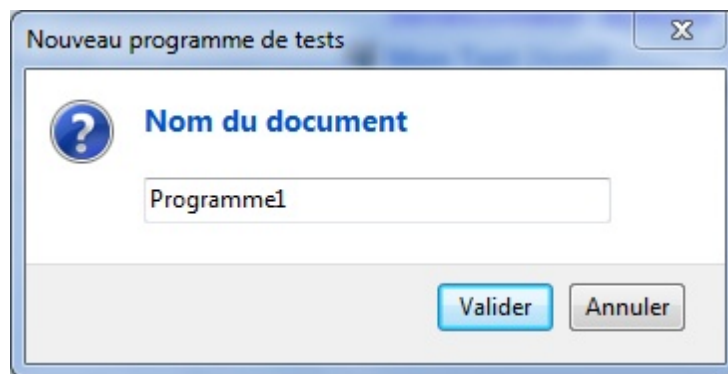 Nouveau programme de tests
Nom du document
Programme1
Valider
Annuler